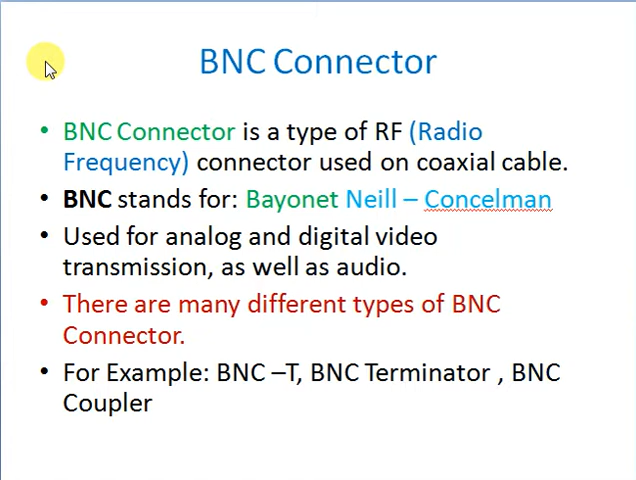 BNC Connector
• BNC Connector is a type of RF (Radio
Frequency) connector used on coaxial cable.
• BNC stands for: Bayonet Neill – Concelman
• Used for analog and digital video
transmission, as well as audio.
• There are many different types of BNC
Connector.
• For Example: BNC –T, BNC Terminator , BNC
Coupler